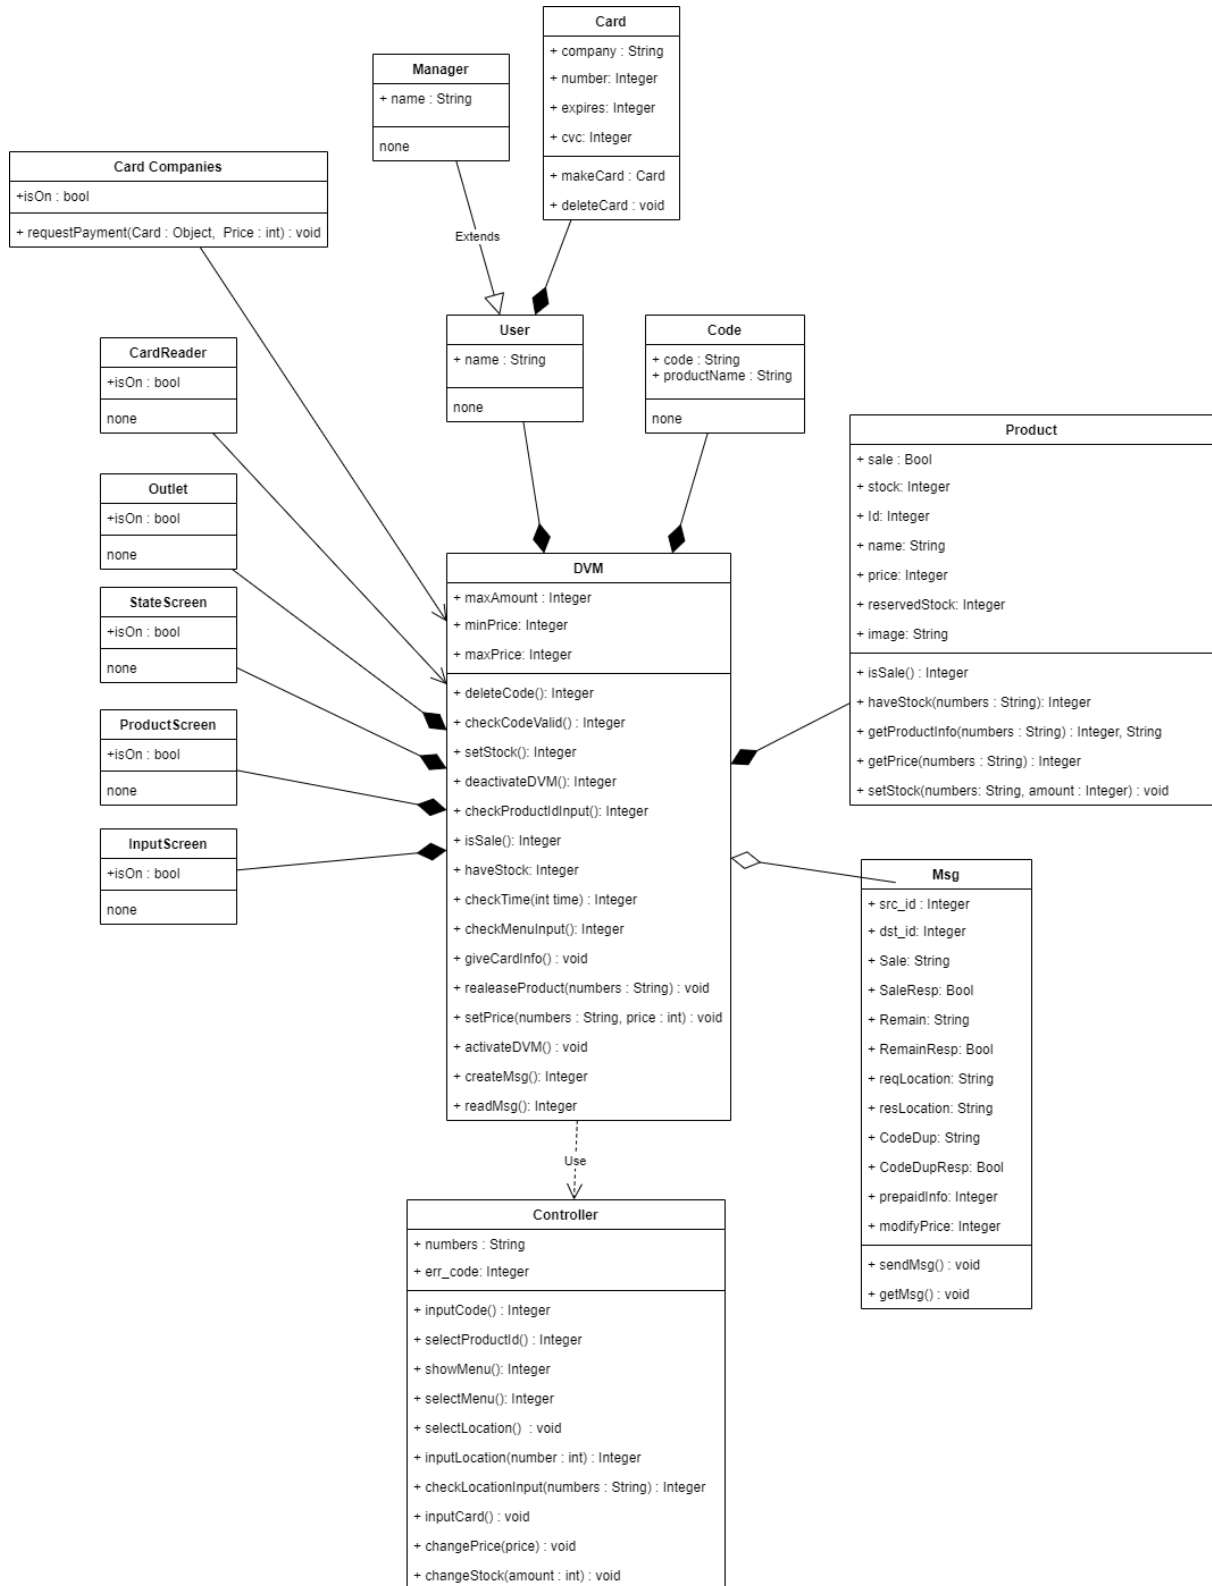 Card
+ company : String
+ number: Integer
+ expires: Integer
+ cvc: Integer
+ makeCard : Card
+ deleteCard : void
Manager
+ name : String
none
Card Companies
+isOn : bool
+ requestPayment(Card : Object, Price : int) : void
Extends
User
+ name : String
none
Code
+ code : String
+ productName : String
none
CardReader
+isOn : bool
none
Outlet
+isOn : bool
none
StateScreen
+isOn : bool
none
ProductScreen
+isOn : bool
none
InputScreen
+isOn : bool
none
Product
+ sale : Bool
+ stock: Integer
+ Id: Integer
+ name: String
+ price: Integer
+ reservedStock: Integer
+ image: String
+ isSale() : Integer
+ haveStock(numbers : String): Integer
+ getProductInfo(numbers : String) : Integer, String
+ getPrice(numbers : String) : Integer
+ setStock(numbers: String, amount : Integer) : void
DVM
+ maxAmount : Integer
+ minPrice: Integer
+ maxPrice: Integer
+ deleteCode(): Integer
+ checkCodeValid() : Integer
+ setStock(): Integer
+ deactivateDVM(): Integer
+ checkProductIdInput(): Integer
+ isSale(): Integer
+ haveStock: Integer
+ checkTime(int time) : Integer
+ checkMenuInput(): Integer
+ giveCardInfo() : void
+ realeaseProduct(numbers : String) : void
+ setPrice(numbers : String, price : int) : void
+ activateDVM() : void
+ createMsg(): Integer
+ readMsg(): Integer
Msg
+ src_id : Integer
+ dst_id: Integer
+ Sale: String
+ SaleResp: Bool
+ Remain: String
+ RemainResp: Bool
+ reqLocation: String
+ resLocation: String
+ CodeDup: String
+ CodeDupResp: Bool
+ prepaidInfo: Integer
+ modifyPrice: Integer
+ sendMsg() : void
+ getMsg() : void
Use
Controller
+ numbers : String
+ err_code: Integer
+ inputCode() : Integer
+ selectProductId() : Integer
+ showMenu(): Integer
+ selectMenu(): Integer
+ selectLocation() : void
+ inputLocation(number : int) : Integer
+ checkLocationInput(numbers : String) : Integer
+ inputCard() : void
+ changePrice(price) : void
+ changeStock(amount : int) : void